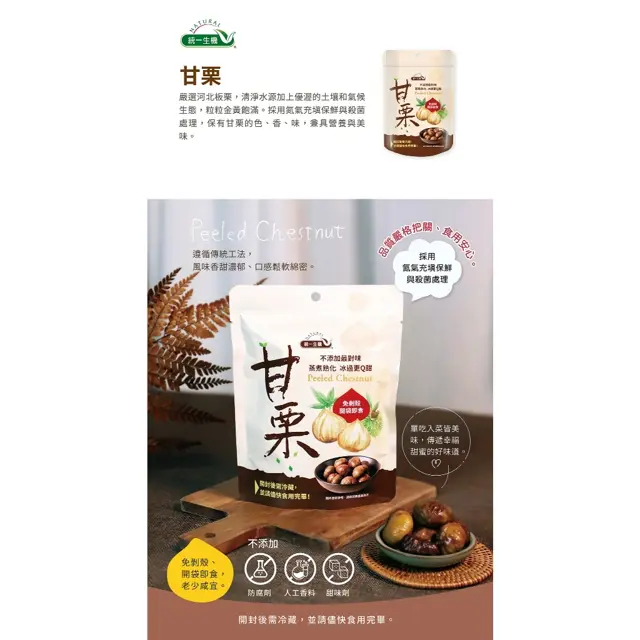 NATURAL
統一生機
甘栗
嚴選河北板栗，清淨水源加上優渥的土壤和氣候
生態，粒粒金黃飽滿。採用氮氣充填保鮮與殺菌
處理，保有甘栗的色、香、味，兼具營養與美
味。
甘栗
Peeled Chestnut
Peeled Chestnut
遵循傳統工法，
風味香甜濃郁、口感鬆軟綿密。
品質嚴格把關、食用安心。
採用
氮氣充填保鮮
與殺菌處理
統一生機
甘栗
不添加最對味
蒸煮熟化 冰過更Q甜
Peeled Chestnut
免剝殼
開袋即食
開封後需冷藏，
並請儘快食用完畢!
單吃入菜皆美
味，傳遞幸福
甜蜜的好味道。
免剝殼、
開袋即食，
老少咸宜。
不添加
防腐劑 人工香料 甜味劑
開封後需冷藏，並請儘快食用完畢。